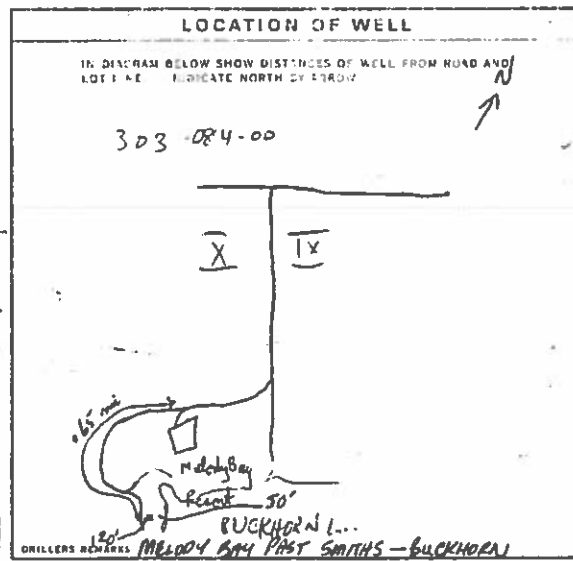 LOCATION OF WELL
IN DIAGRAM BELOW SHOW DISTANCES OF WELL FROM ROAD AND
LOT LINE. INDICATE NORTH BY ARROW
N
303 084-00
X IX
.65 mi
Melody Bay
Resort 50'
120' BUCKHORN L...
DRILLERS REMARKS MELODY BAY PAST SMITHS - BUCKHORN